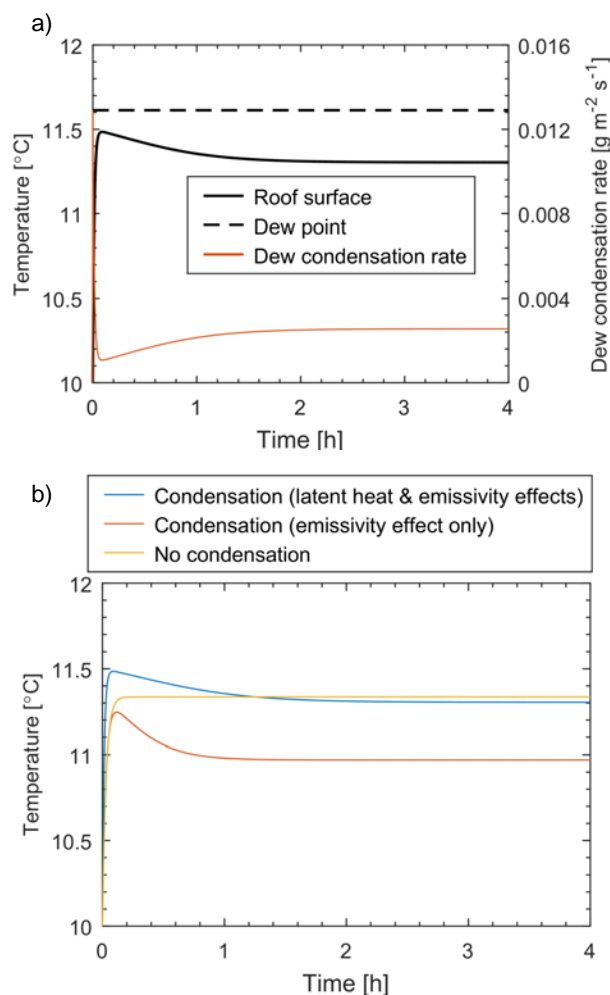 a)
12
11.5
11
10.5
10
Temperature [°C]
0.016
0.012
0.008
0.004
0
Dew condensation rate [g m-2 s-1]
Roof surface
Dew point
Dew condensation rate
0 1 2 3 4
Time [h]
b)
Condensation (latent heat & emissivity effects)
Condensation (emissivity effect only)
No condensation
12
11.5
11
10.5
10
Temperature [°C]
0 1 2 3 4
Time [h]